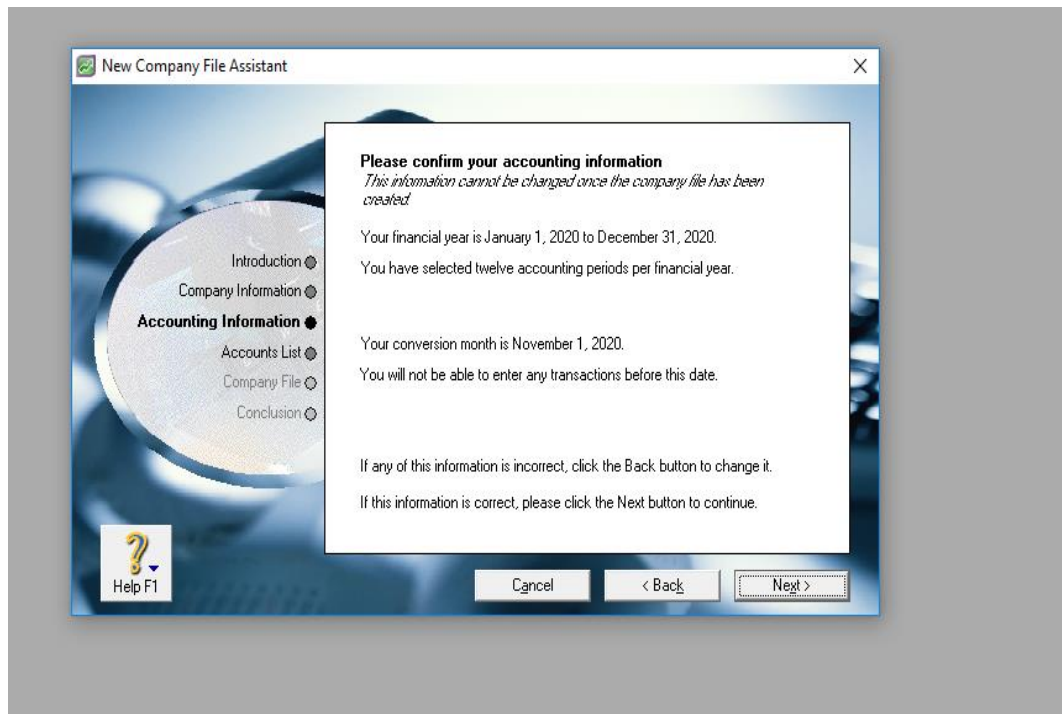 New Company File Assistant
Please confirm your accounting information
This information cannot be changed once the company file has been
created.
Your financial year is January 1, 2020 to December 31, 2020.
You have selected twelve accounting periods per financial year.
Your conversion month is November 1, 2020.
You will not be able to enter any transactions before this date.
If any of this information is incorrect, click the Back button to change it.
If this information is correct, please click the Next button to continue.
Introduction
Company Information
Accounting Information
Accounts List
Company File
Conclusion
Help F1
Cancel
< Back
Next >